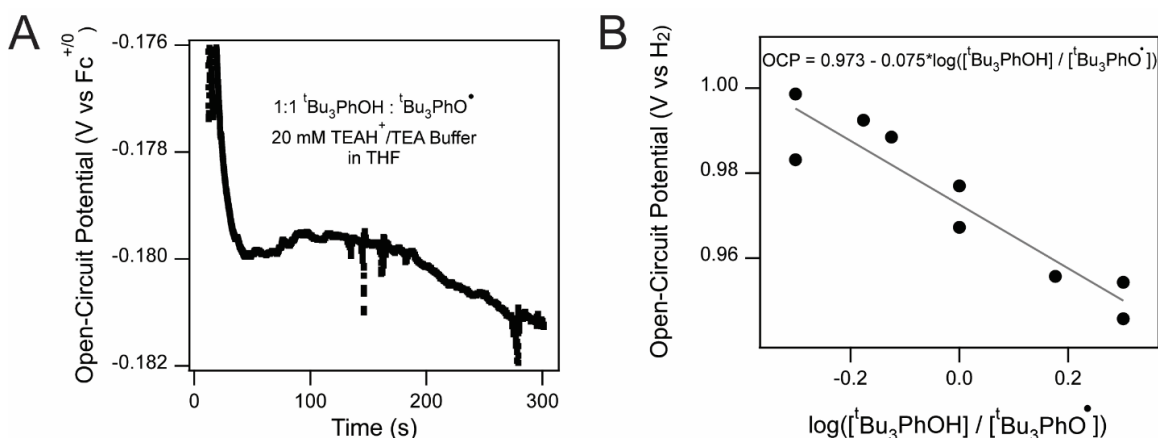 A
Open-Circuit Potential (V vs Fc⁺ᐟ⁰)
-0.176
-0.178
-0.180
-0.182
1:1 ᵗBu₃PhOH : ᵗBu₃PhO•
20 mM TEAH⁺/TEA Buffer
in THF
0
100
200
300
Time (s)
B
Open-Circuit Potential (V vs H₂)
1.00
0.98
0.96
OCP = 0.973 - 0.075*log([ᵗBu₃PhOH] / [ᵗBu₃PhO•])
-0.2
0.0
0.2
log([ᵗBu₃PhOH] / [ᵗBu₃PhO•])